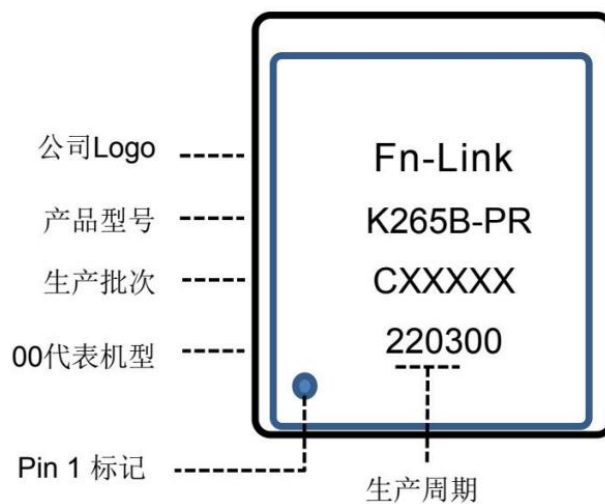 公司Logo
Fn-Link
产品型号
K265B-PR
生产批次
CXXXXX
00代表机型
220300
Pin 1 标记
生产周期